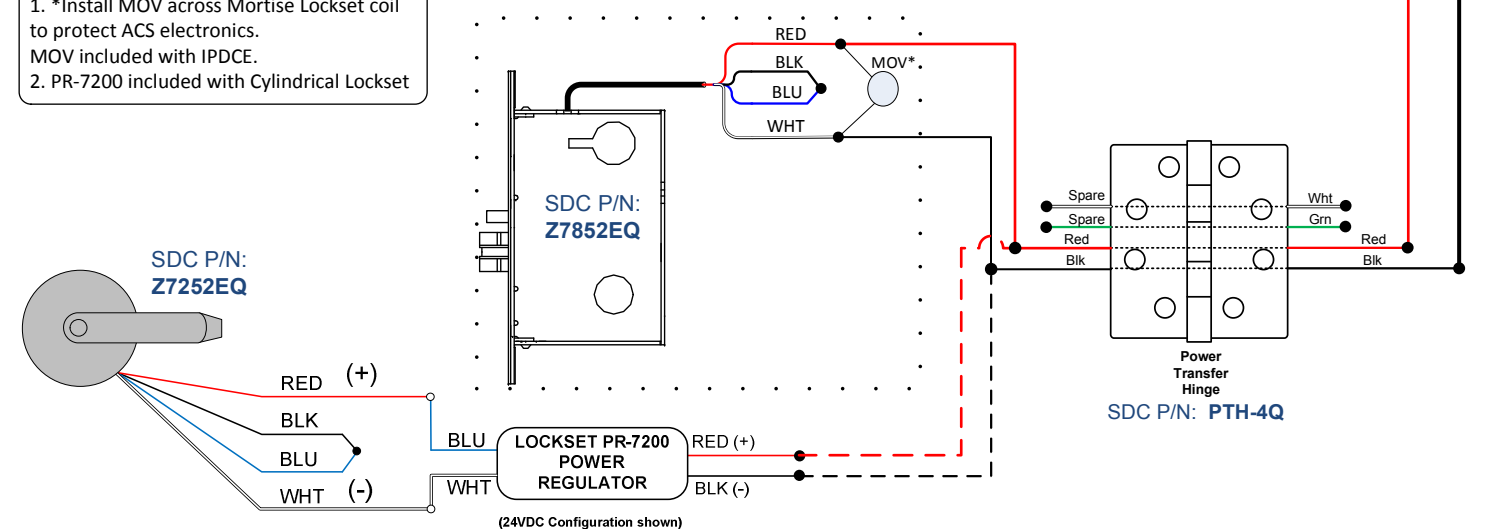 1. *Install MOV across Mortise Lockset coil
to protect ACS electronics.
MOV included with IPDCE.
2. PR-7200 included with Cylindrical Lockset
RED
BLK
BLU
WHT
MOV*
SDC P/N:
Z7852EQ
Spare
Spare
Red
Blk
Wht
Grn
Red
Blk
Power
Transfer
Hinge
SDC P/N: PTH-4Q
SDC P/N:
Z7252EQ
RED (+)
BLK
BLU
WHT (-)
BLU
WHT
LOCKSET PR-7200
POWER
REGULATOR
RED (+)
BLK (-)
(24VDC Configuration shown)